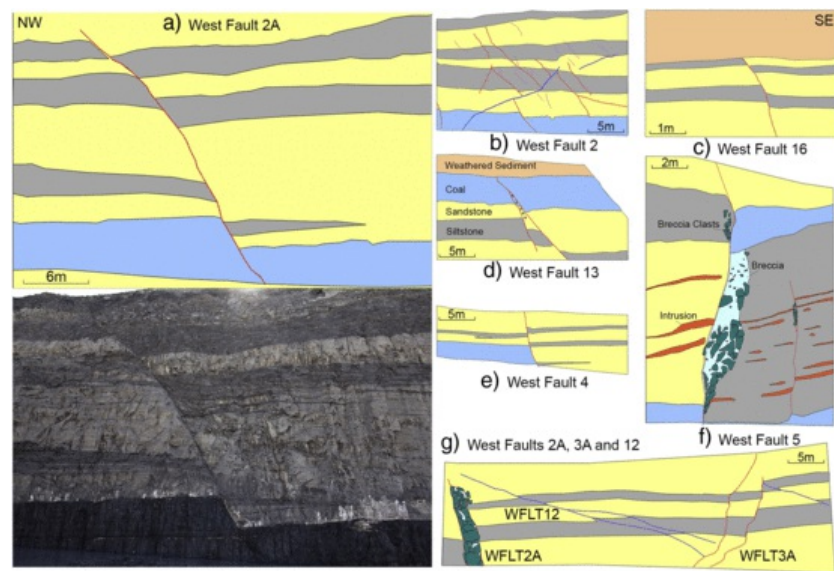 NW
a) West Fault 2A
6m
5m
b) West Fault 2
SE
1m
c) West Fault 16
Weathered Sediment
Coal
Sandstone
Siltstone
5m
d) West Fault 13
5m
e) West Fault 4
2m
Breccia Clasts
Breccia
Intrusion
f) West Fault 5
g) West Faults 2A, 3A and 12
5m
WFLT12
WFLT2A
WFLT3A